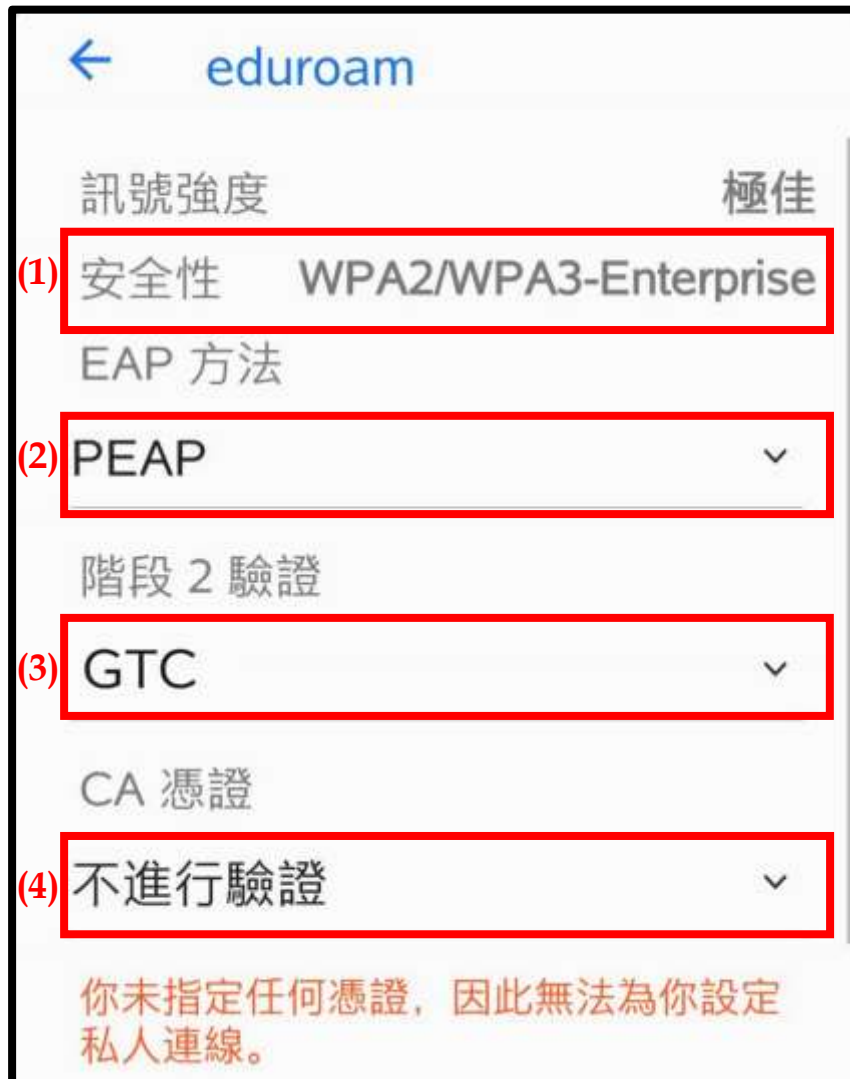 eduroam
訊號強度 極佳
(1) 安全性 WPA2/WPA3-Enterprise
EAP 方法
(2) PEAP
階段 2 驗證
(3) GTC
CA 憑證
(4) 不進行驗證
你未指定任何憑證，因此無法為你設定
私人連線。